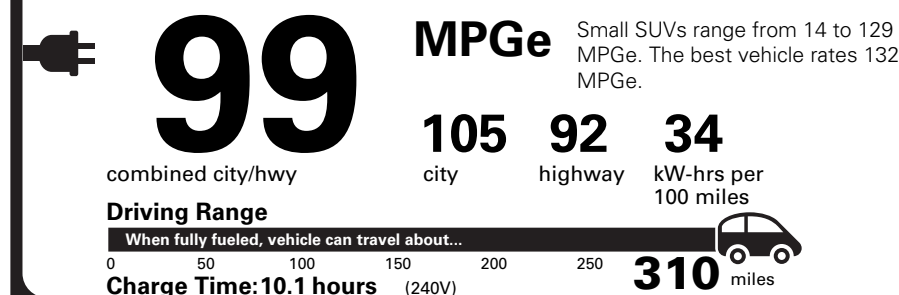 99
MPGe
Small SUVs range from 14 to 129
MPGe. The best vehicle rates 132
MPGe.
105 92 34
combined city/hwy city highway kW-hrs per
100 miles
Driving Range
When fully fueled, vehicle can travel about...
0 50 100 150 200 250 310 miles
Charge Time:10.1 hours (240V)